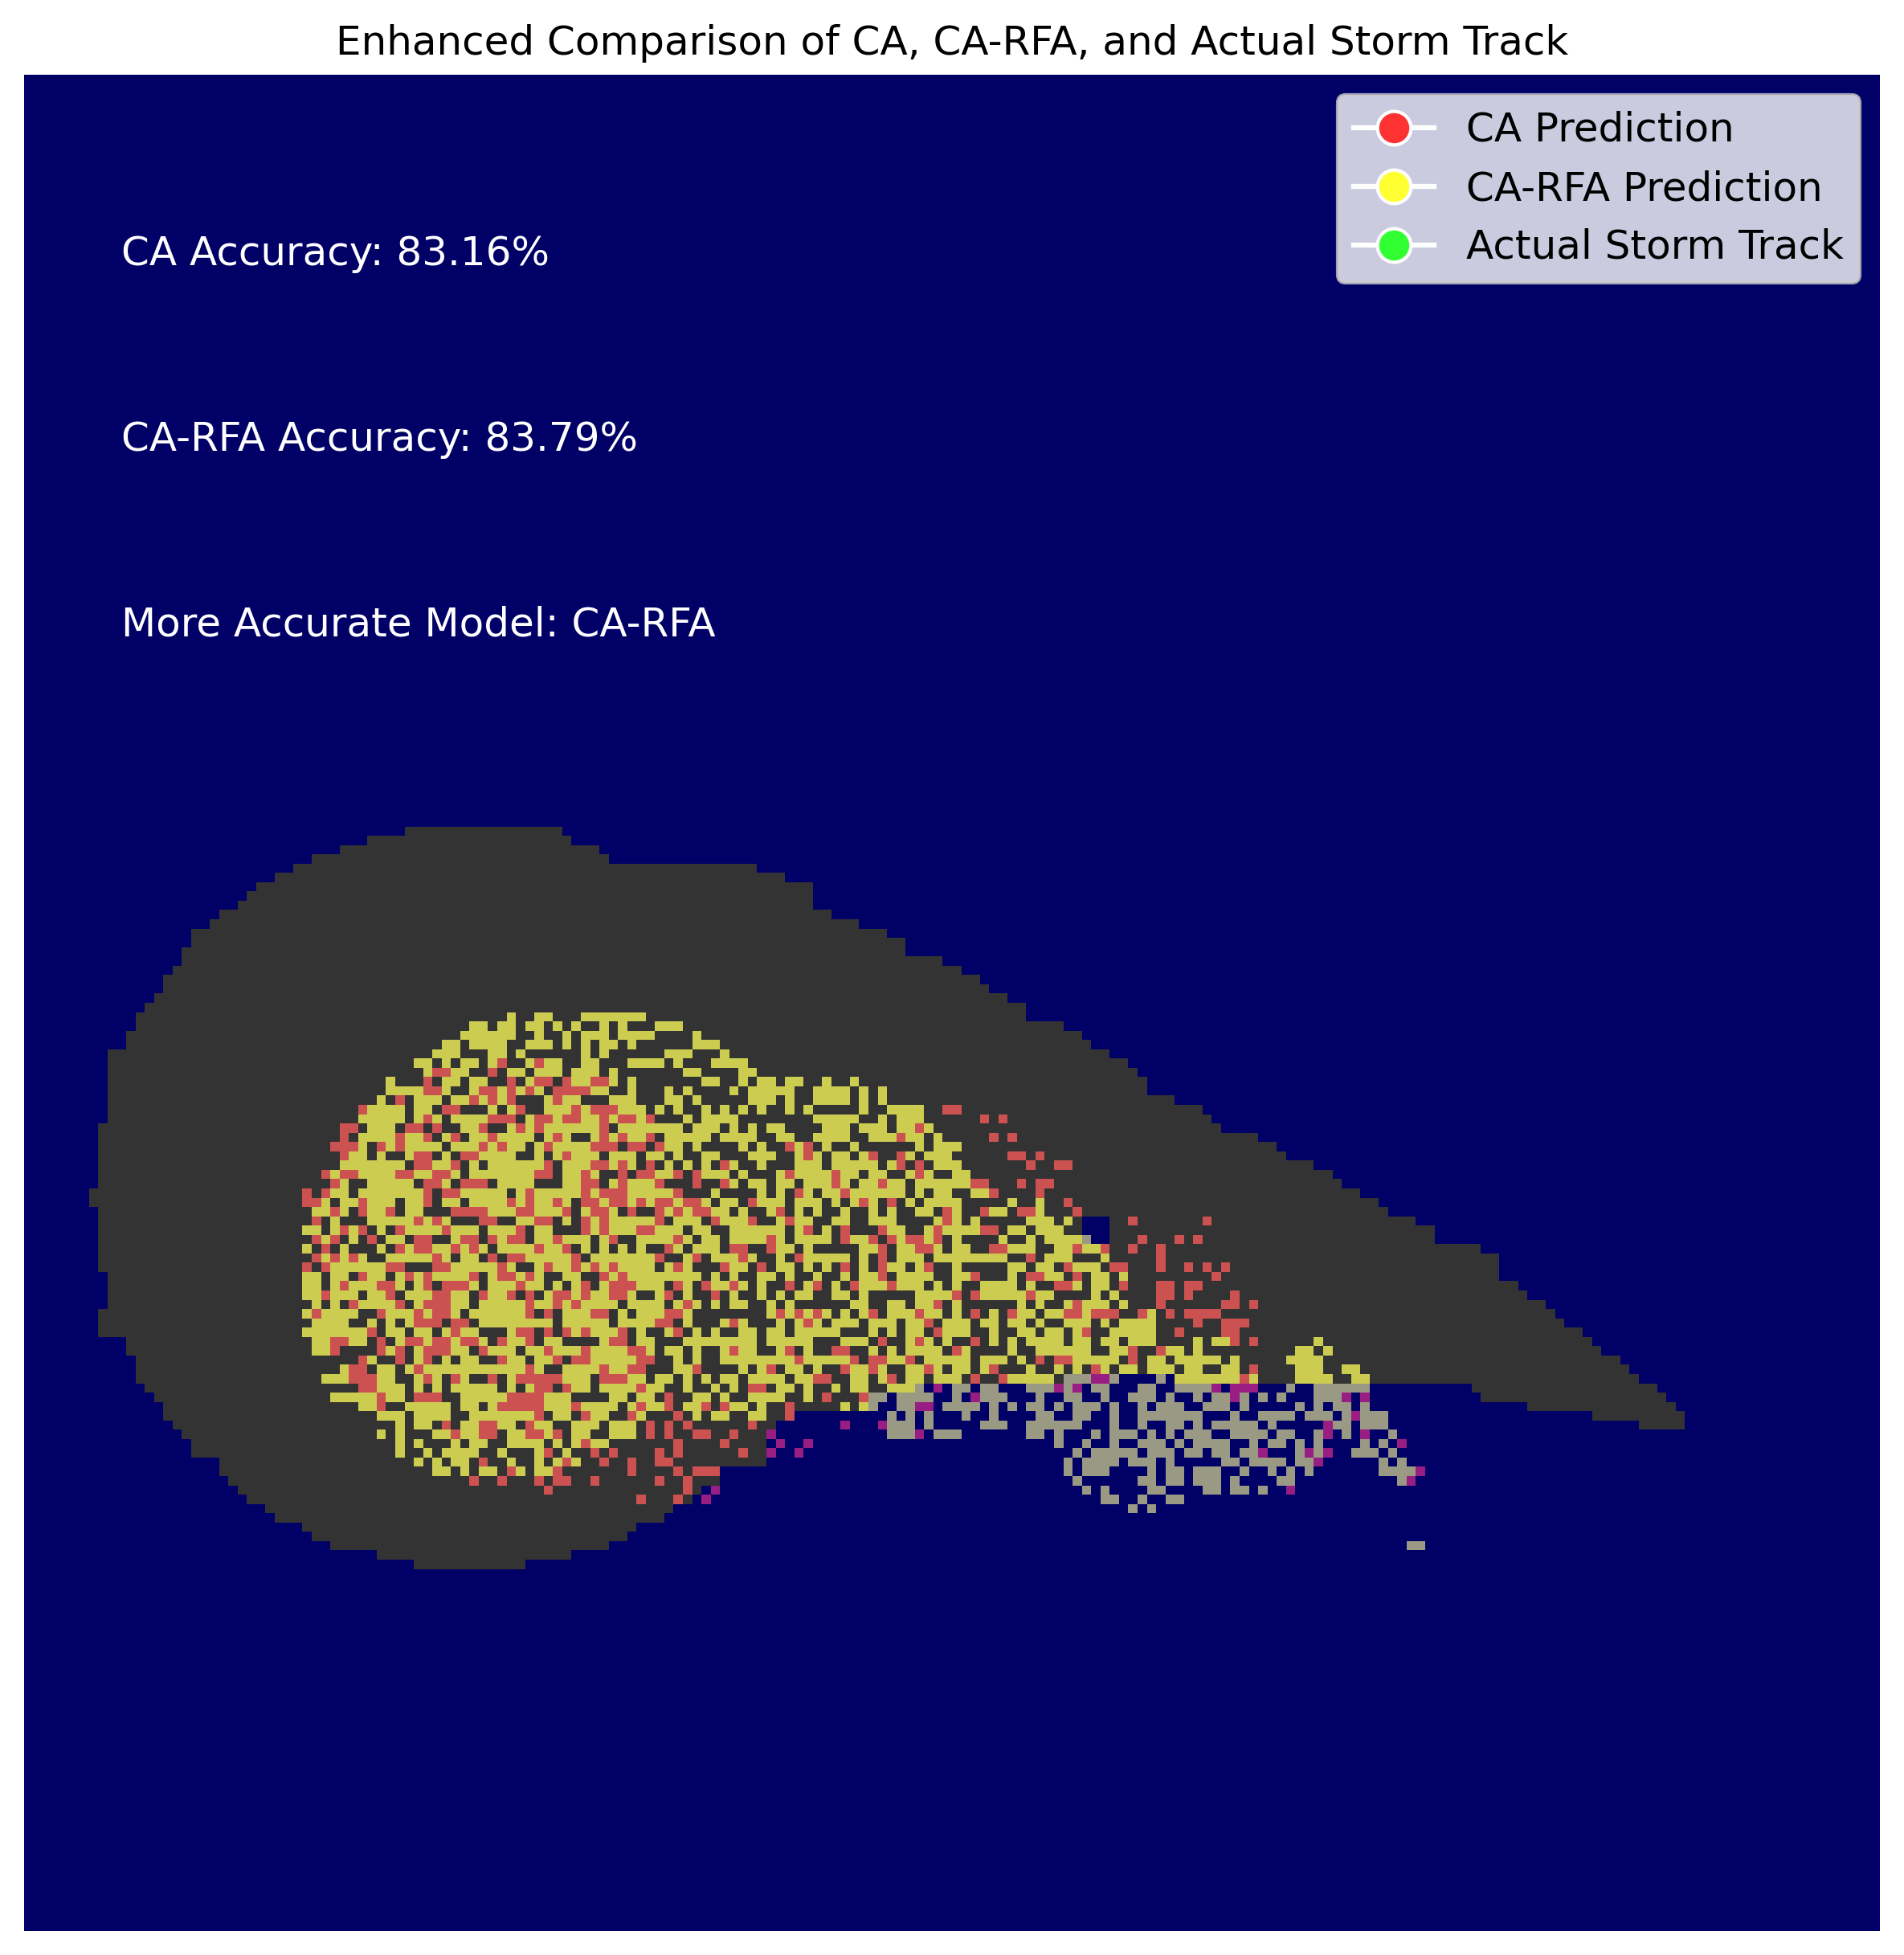 Enhanced Comparison of CA, CA-RFA, and Actual Storm Track
CA Prediction
CA-RFA Prediction
Actual Storm Track
CA Accuracy: 83.16%
CA-RFA Accuracy: 83.79%
More Accurate Model: CA-RFA